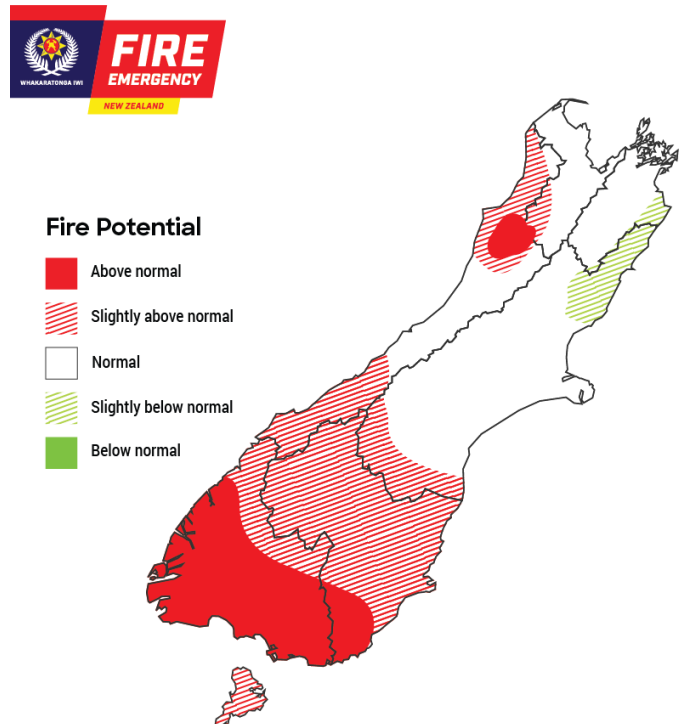 WHAKARATONGA IWI
FIRE
EMERGENCY
NEW ZEALAND
Fire Potential
Above normal
Slightly above normal
Normal
Slightly below normal
Below normal